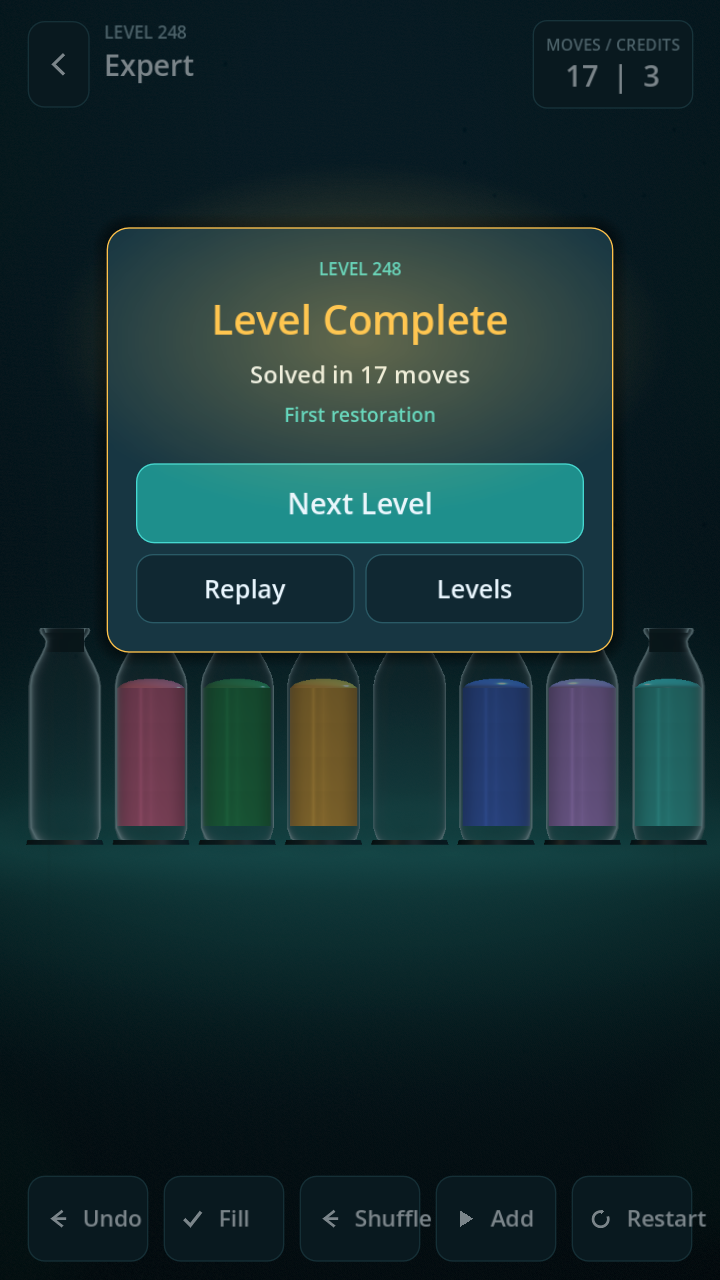 LEVEL 248
Expert
MOVES / CREDITS
17 | 3
LEVEL 248
Level Complete
Solved in 17 moves
First restoration
Next Level
Replay
Levels
Undo
Fill
Shuffle
Add
Restart